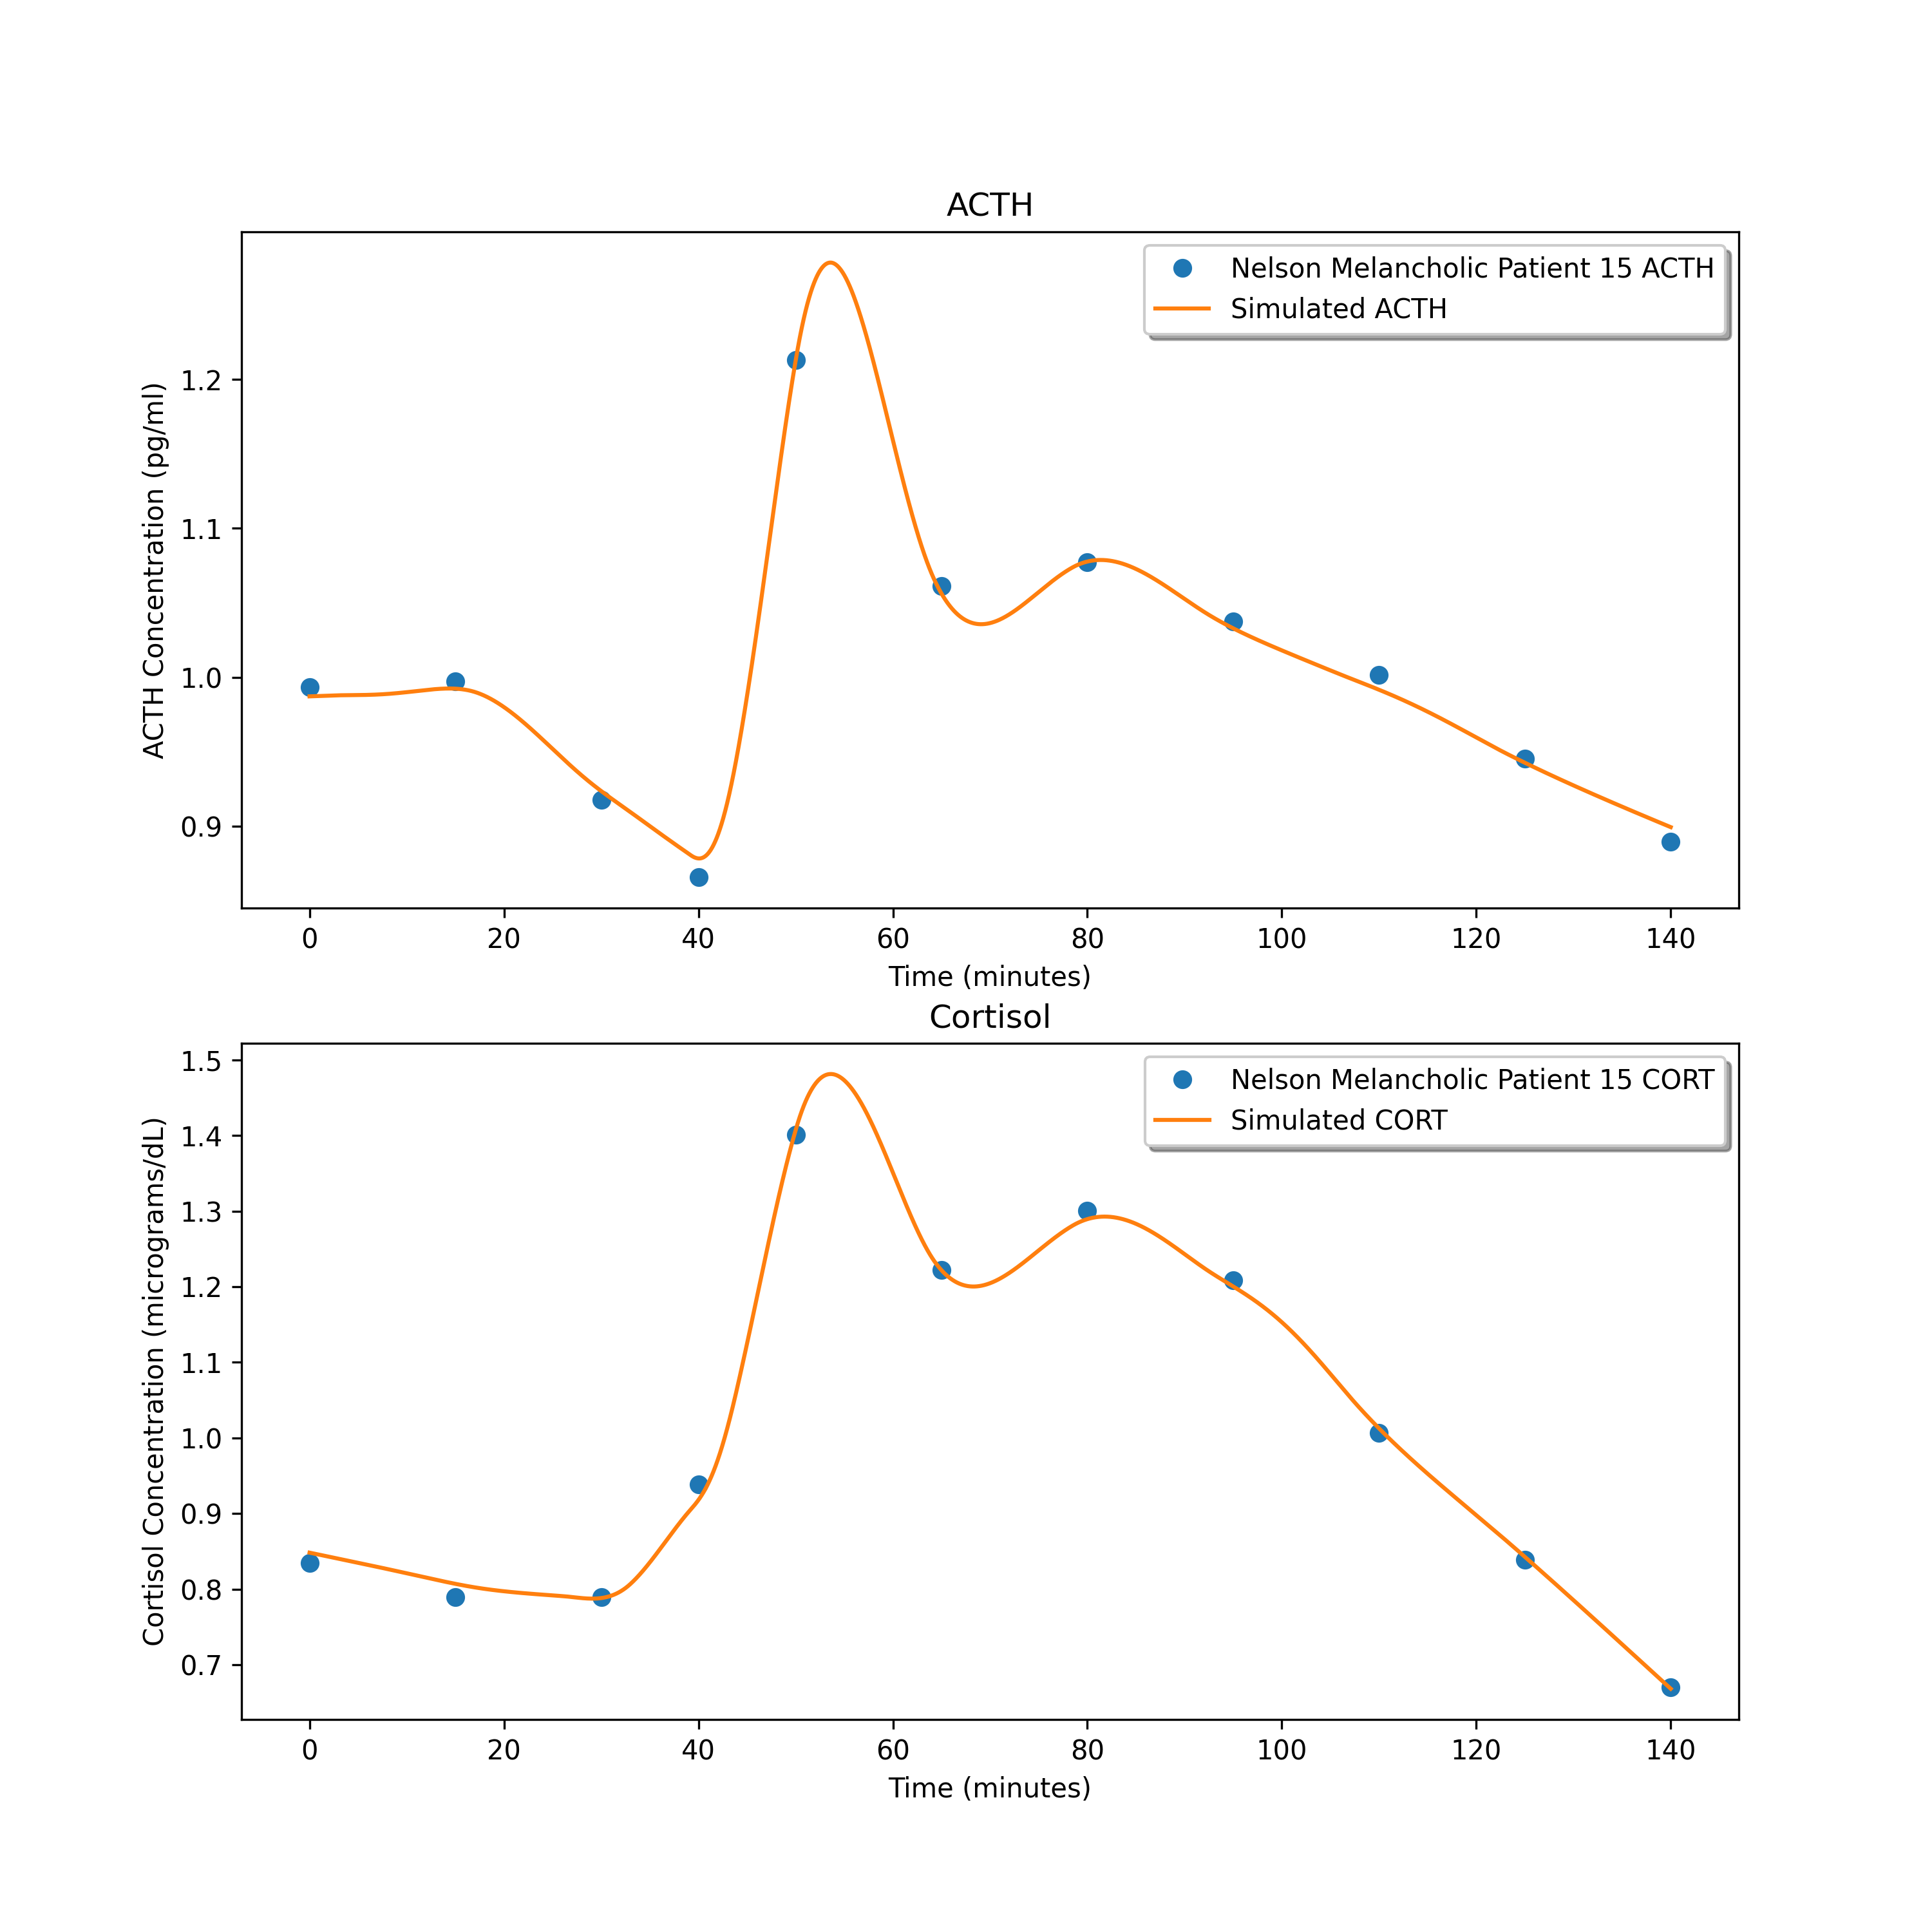 ACTH
Nelson Melancholic Patient 15 ACTH
Simulated ACTH
ACTH Concentration (pg/ml)
1.2
1.1
1.0
0.9
0 20 40 60 80 100 120 140
Time (minutes)
Cortisol
Nelson Melancholic Patient 15 CORT
Simulated CORT
Cortisol Concentration (micrograms/dL)
1.5
1.4
1.3
1.2
1.1
1.0
0.9
0.8
0.7
0 20 40 60 80 100 120 140
Time (minutes)